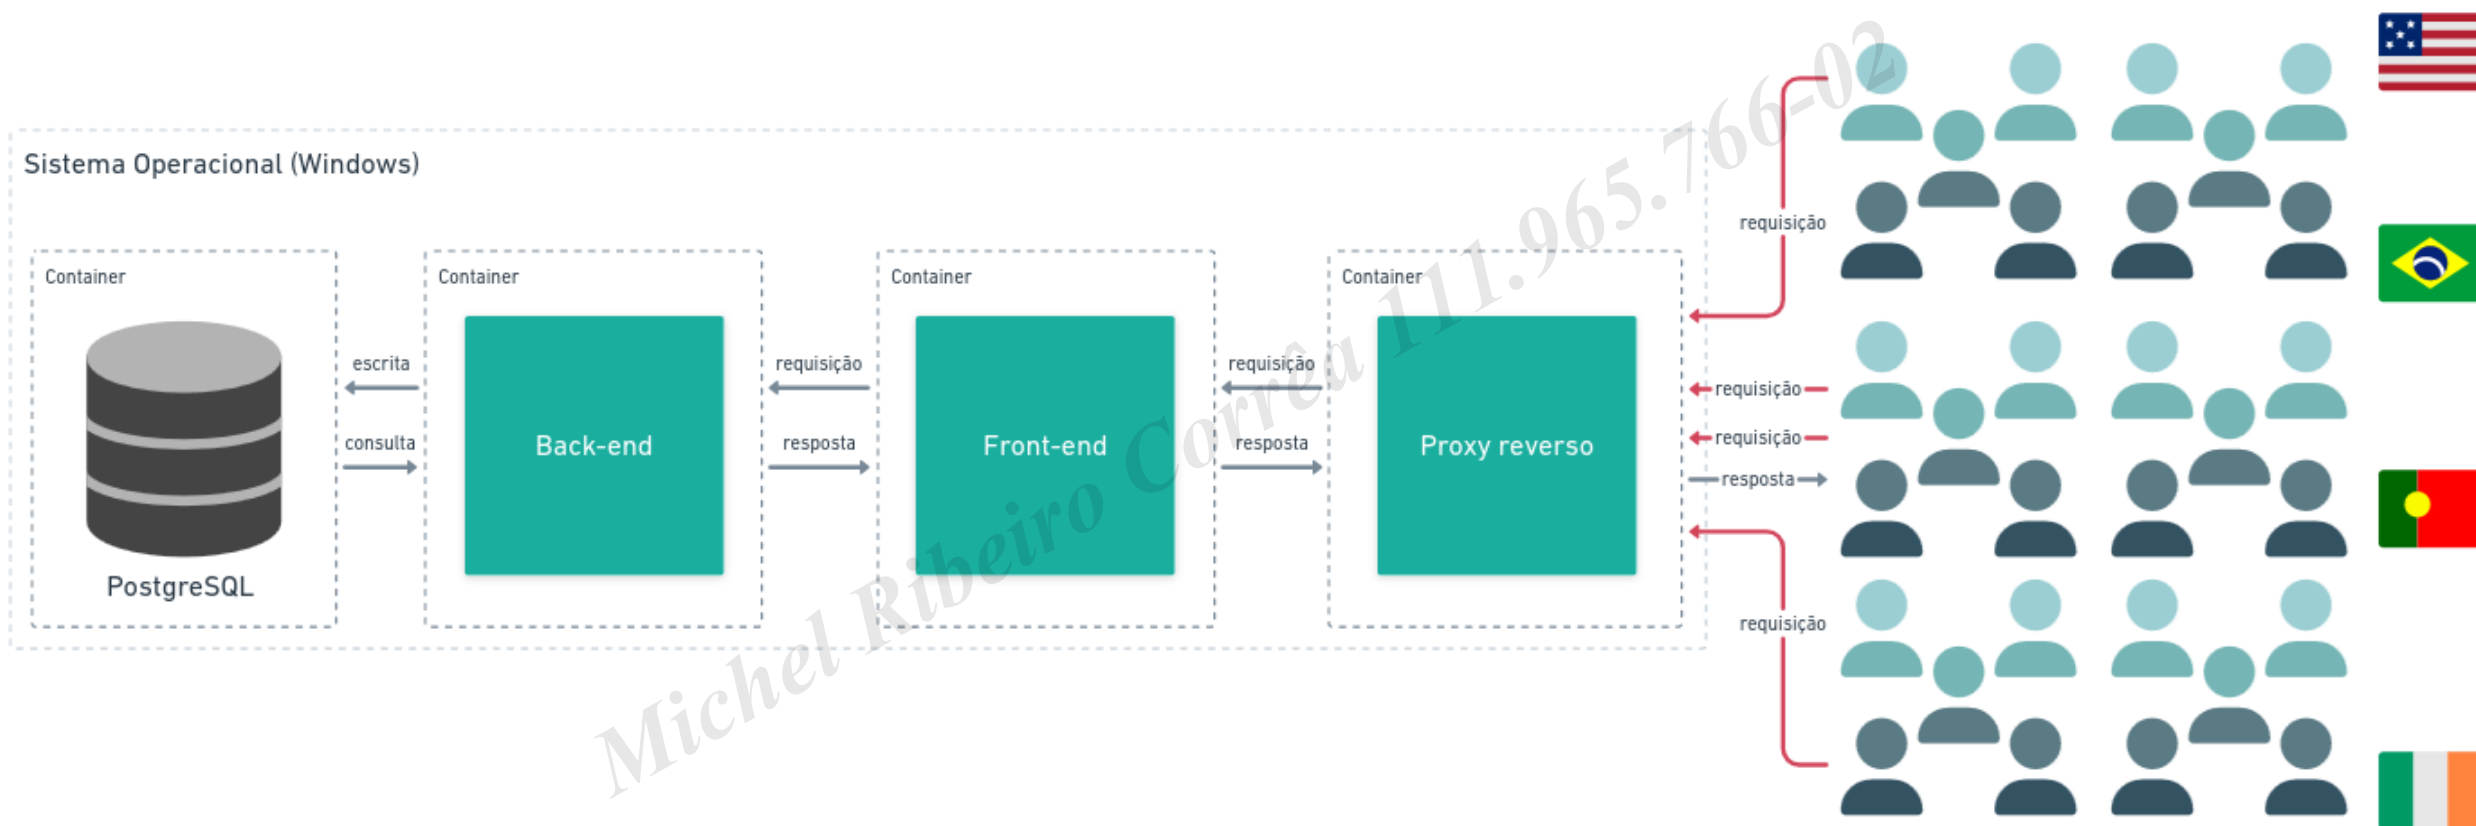 Sistema Operacional (Windows)
Container
PostgreSQL
escrita
consulta
Container
Back-end
requisição
resposta
Container
Front-end
requisição
resposta
Container
Proxy reverso
requisição
requisição
requisição
resposta
requisição
Michel Ribeiro Corrêa 111.965.766-02